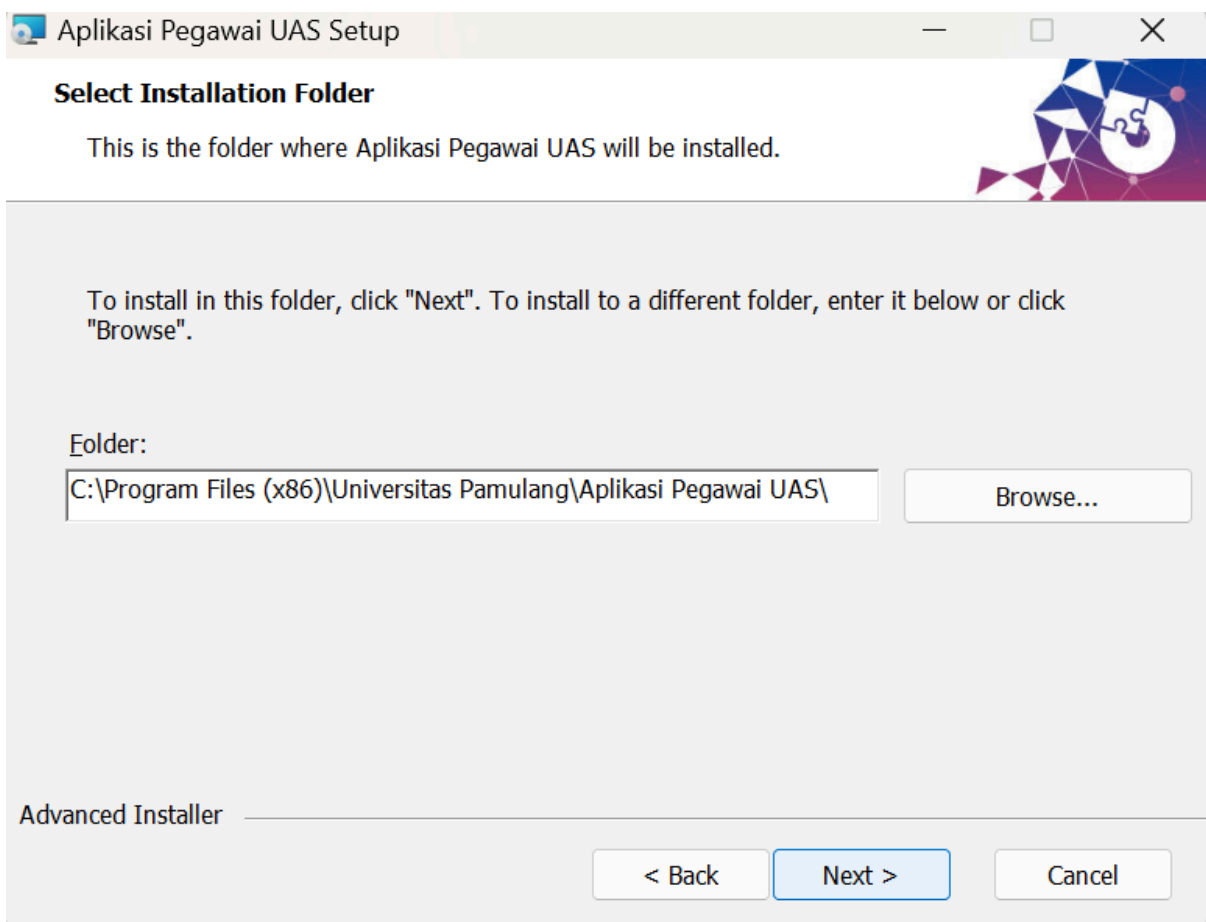 Aplikasi Pegawai UAS Setup
Select Installation Folder
This is the folder where Aplikasi Pegawai UAS will be installed.
To install in this folder, click "Next". To install to a different folder, enter it below or click
"Browse".
Folder:
C:\Program Files (x86)\Universitas Pamulang\Aplikasi Pegawai UAS\
Browse...
Advanced Installer
< Back
Next >
Cancel